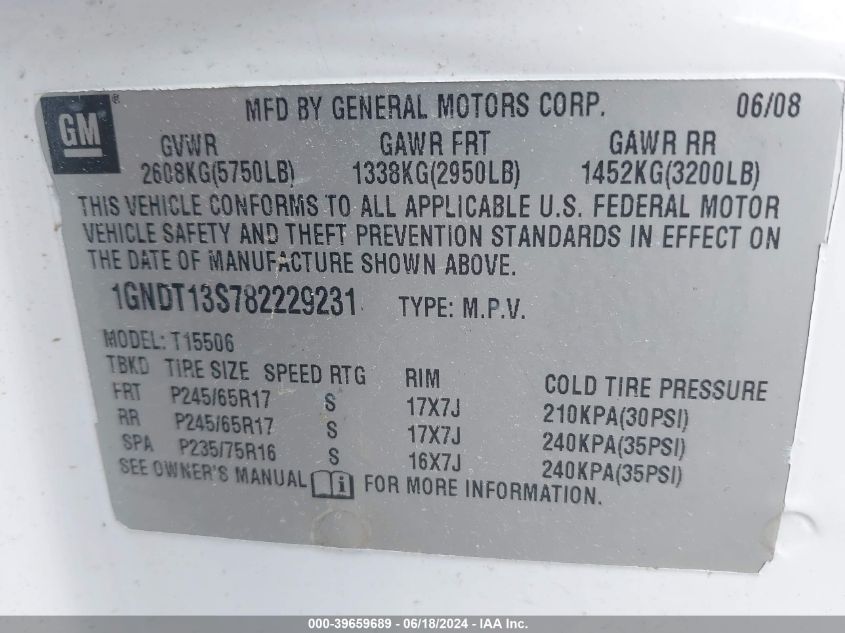 GM ® MFD BY GENERAL MOTORS CORP. 06/08
GVWR GAWR FRT GAWR RR
2608KG(5750LB) 1338KG(2950LB) 1452KG(3200LB)
THIS VEHICLE CONFORMS TO ALL APPLICABLE U.S. FEDERAL MOTOR
VEHICLE SAFETY AND THEFT PREVENTION STANDARDS IN EFFECT ON
THE DATE OF MANUFACTURE SHOWN ABOVE.
1GNDT13S782229231 TYPE: M.P.V.
MODEL: T15506
TBKD TIRE SIZE SPEED RTG RIM COLD TIRE PRESSURE
FRT P245/65R17 S 17X7J 210KPA(30PSI)
RR P245/65R17 S 17X7J 240KPA(35PSI)
SPA P235/75R16 S 16X7J 240KPA(35PSI)
SEE OWNER'S MANUAL i FOR MORE INFORMATION.
000-39659689 - 06/18/2024 - IAA Inc.